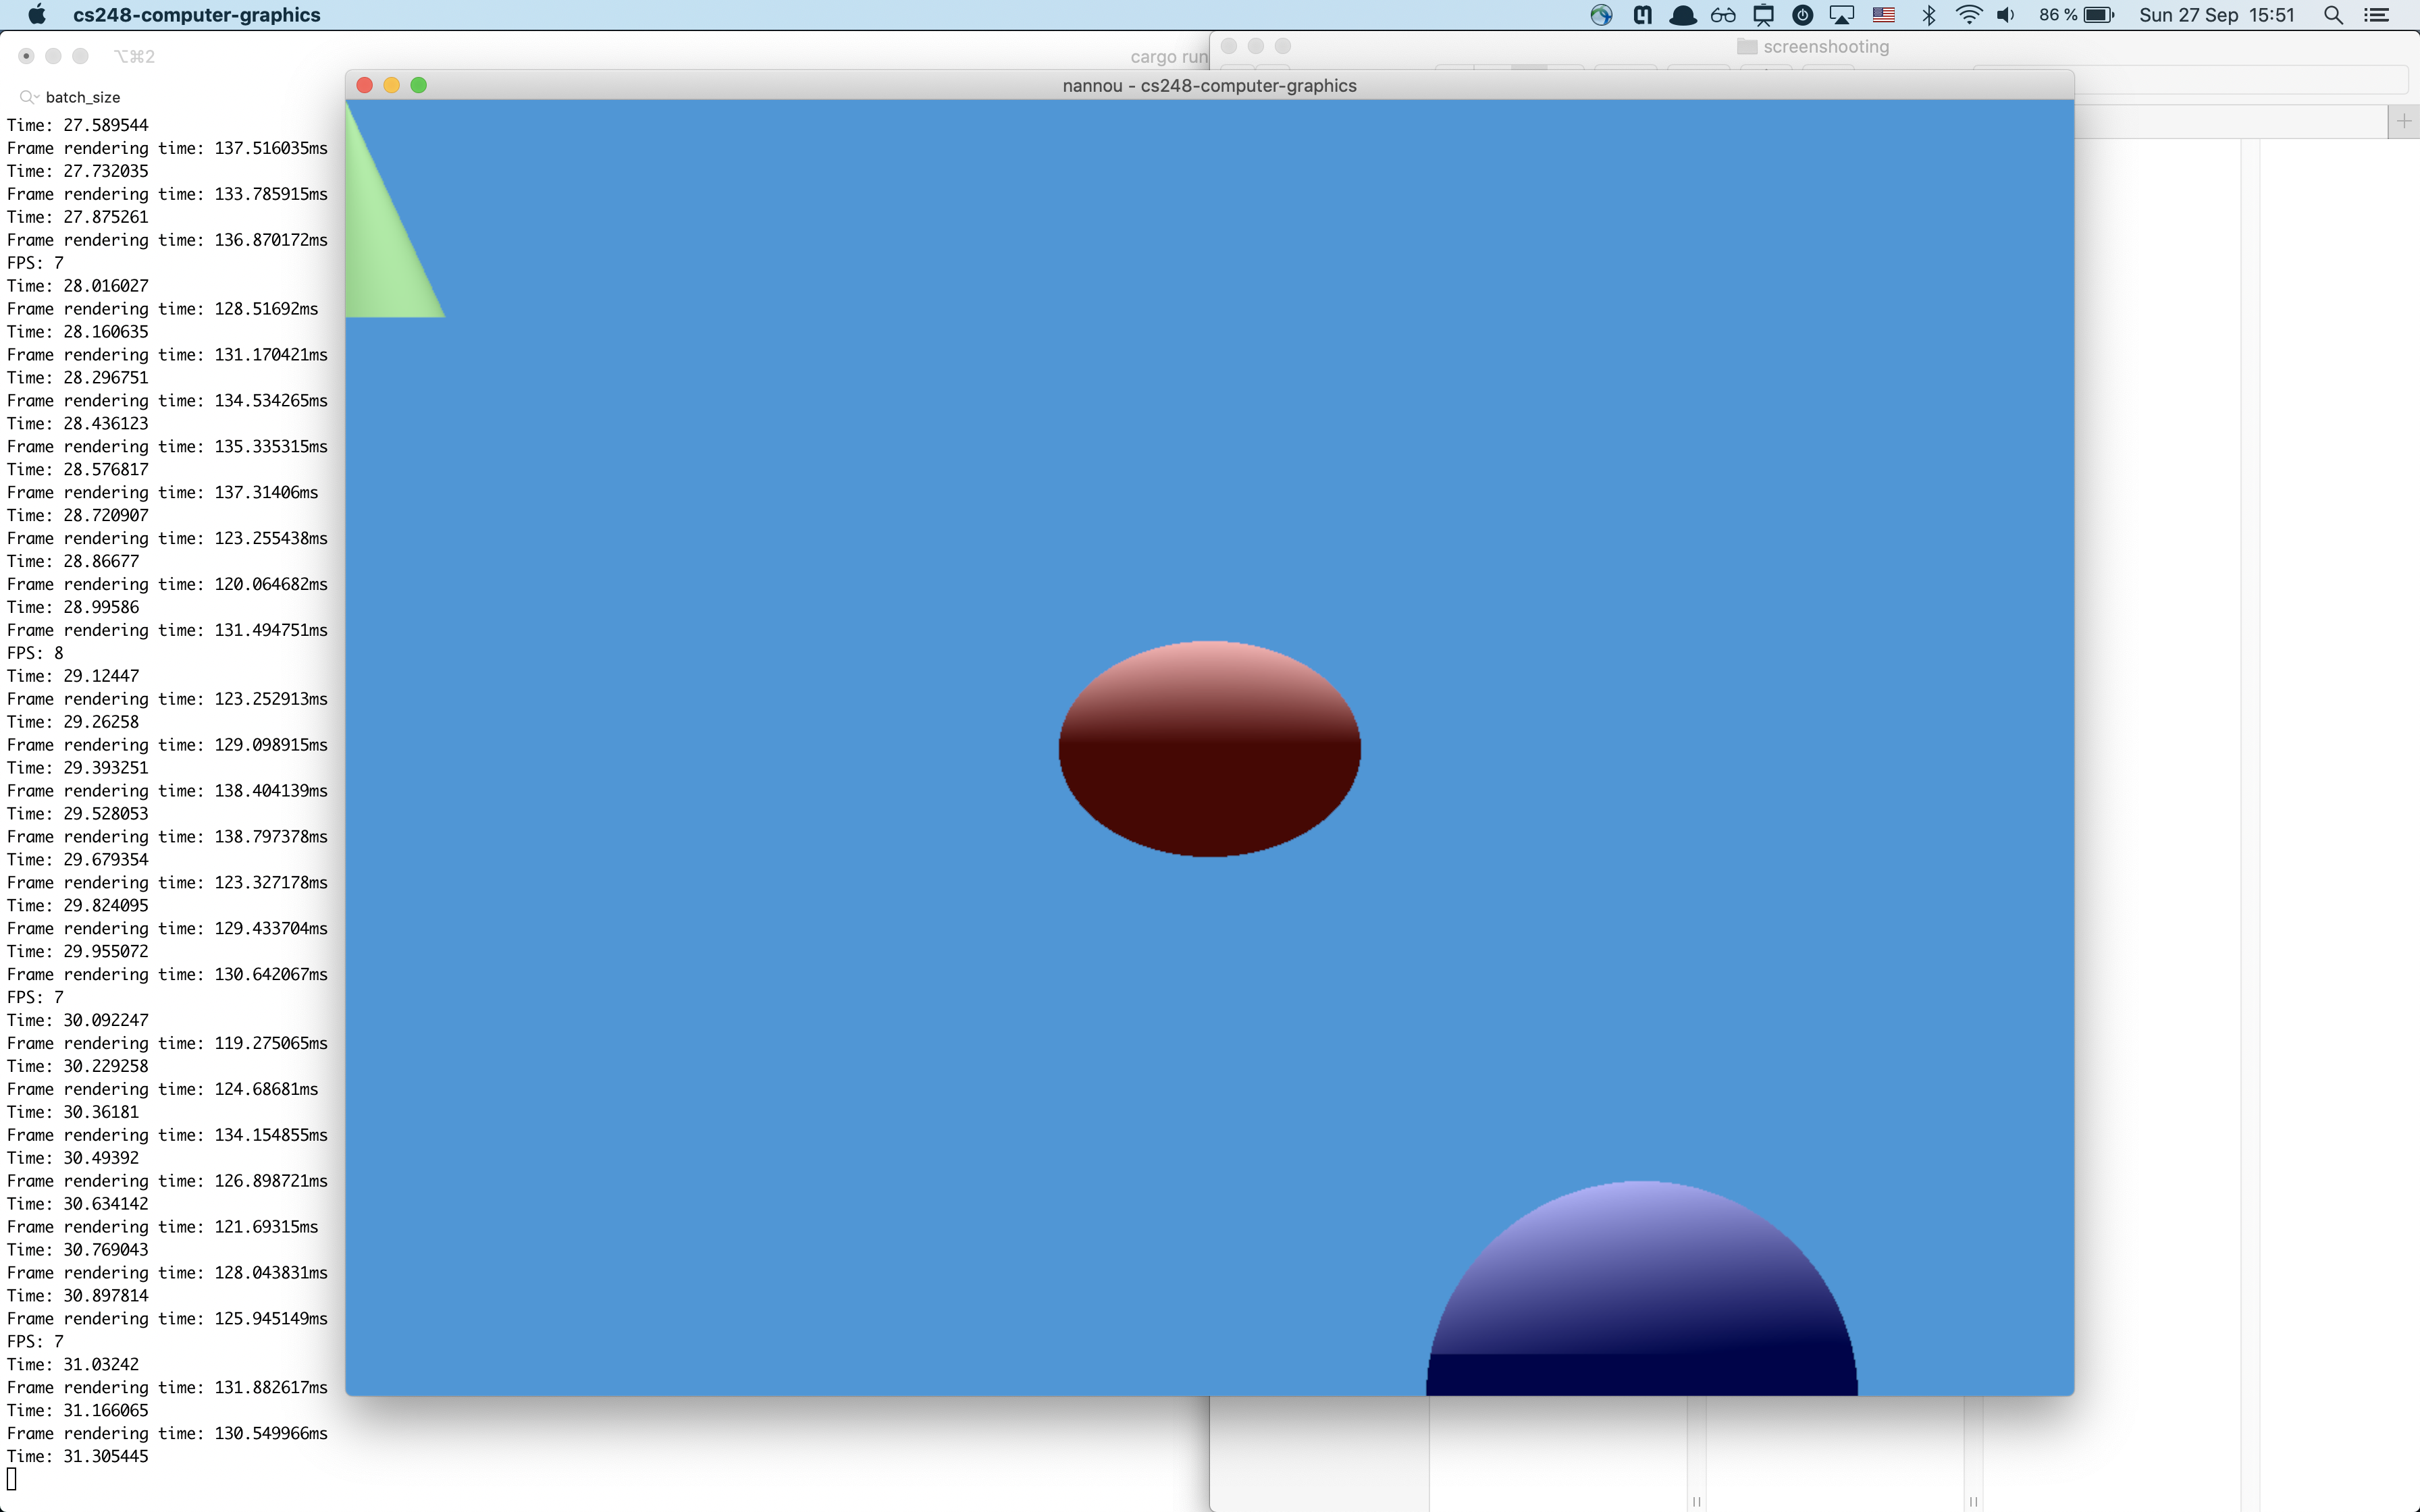 cs248-computer-graphics
86 %
Sun 27 Sep 15:51
⌥⌘2
cargo run
screenshooting
nannou - cs248-computer-graphics
batch_size
Time: 27.589544
Frame rendering time: 137.516035ms
Time: 27.732035
Frame rendering time: 133.785915ms
Time: 27.875261
Frame rendering time: 136.870172ms
FPS: 7
Time: 28.016027
Frame rendering time: 128.51692ms
Time: 28.160635
Frame rendering time: 131.170421ms
Time: 28.296751
Frame rendering time: 134.534265ms
Time: 28.436123
Frame rendering time: 135.335315ms
Time: 28.576817
Frame rendering time: 137.31406ms
Time: 28.720907
Frame rendering time: 123.255438ms
Time: 28.86677
Frame rendering time: 120.064682ms
Time: 28.99586
Frame rendering time: 131.494751ms
FPS: 8
Time: 29.12447
Frame rendering time: 123.252913ms
Time: 29.26258
Frame rendering time: 129.098915ms
Time: 29.393251
Frame rendering time: 138.404139ms
Time: 29.528053
Frame rendering time: 138.797378ms
Time: 29.679354
Frame rendering time: 123.327178ms
Time: 29.824095
Frame rendering time: 129.433704ms
Time: 29.955072
Frame rendering time: 130.642067ms
FPS: 7
Time: 30.092247
Frame rendering time: 119.275065ms
Time: 30.229258
Frame rendering time: 124.68681ms
Time: 30.36181
Frame rendering time: 134.154855ms
Time: 30.49392
Frame rendering time: 126.898721ms
Time: 30.634142
Frame rendering time: 121.69315ms
Time: 30.769043
Frame rendering time: 128.043831ms
Time: 30.897814
Frame rendering time: 125.945149ms
FPS: 7
Time: 31.03242
Frame rendering time: 131.882617ms
Time: 31.166065
Frame rendering time: 130.549966ms
Time: 31.305445